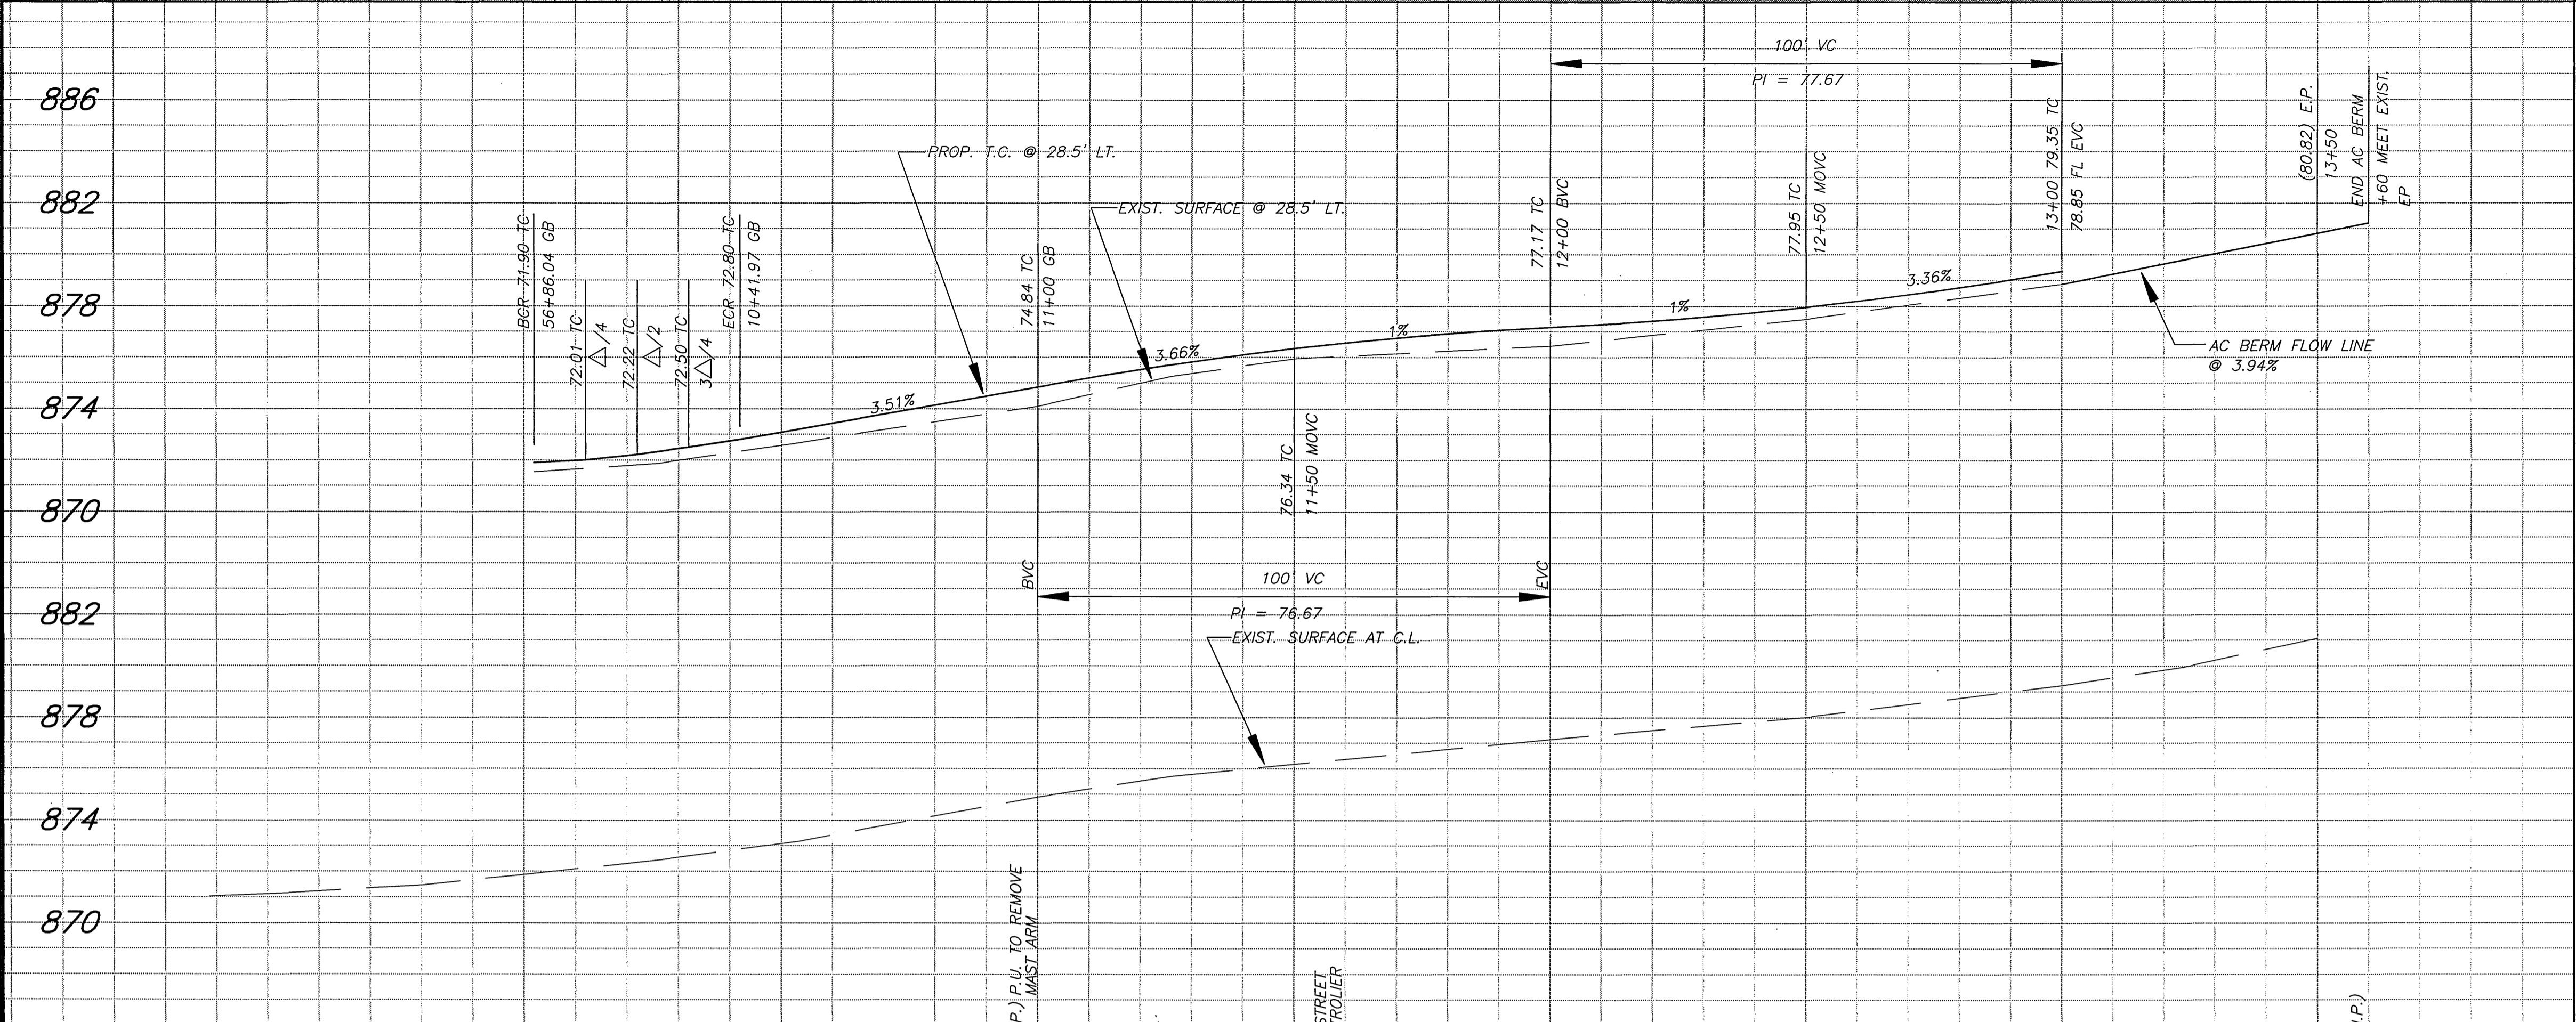 100' VC
PI = 77.67
886
882
878
874
870
PROP. T.C. @ 28.5' LT.
EXIST. SURFACE @ 28.5' LT.
BCR 71.90 TC
56+86.04 GB
72.01 TC
△/4
72.22 TC
△/2
72.50 TC
3△/4
ECR 72.80 TC
10+41.97 GB
74.84 TC
11+00 GB
76.34 TC
11+50 MOVC
77.17 TC
12+00 BVC
77.95 TC
12+50 MOVC
13+00 79.35 TC
78.85 FL EVC
(80.82) E.P.
13+50
END AC BERM
+60 MEET EXIST.
EP
3.51%
3.66%
1%
1%
3.36%
AC BERM FLOW LINE
@ 3.94%
BVC
EVC
100' VC
PI = 76.67
EXIST. SURFACE AT C.L.
882
878
874
870
P.) P.U. TO REMOVE
MAST ARM
STREET
TROLIER
.P.)